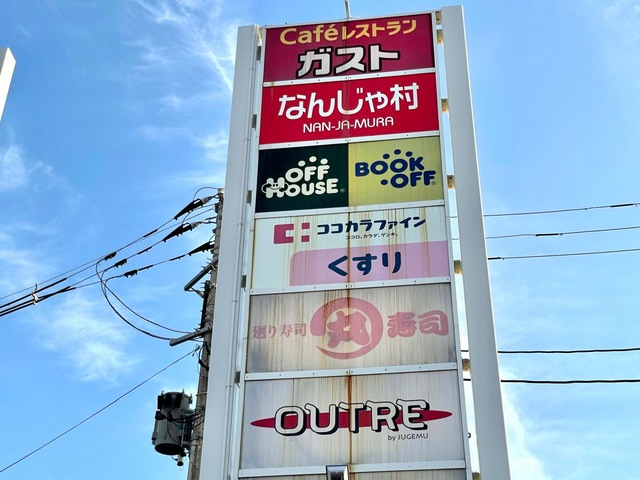 Caféレストラン
ガスト
なんじゃ村
NAN-JA-MURA
OFF HOUSE®
BOOK OFF®
ココカラファイン
ココロ、カラダ、ゲンキ。
くすり
廻り寿司 丸 寿司
OUTRE
by JUGEMU